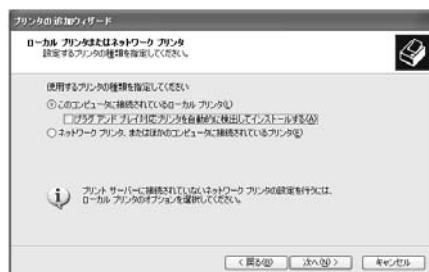 プリンタの追加ウィザード
ローカル プリンタまたはネットワーク プリンタ
設定するプリンタの種類を指定してください。
使用するプリンタの種類を指定してください
このコンピュータに接続されているローカル プリンタ(L)
プラグ アンド プレイ対応プリンタを自動的に検出してインストールする(A)
ネットワーク プリンタ、またはほかのコンピュータに接続されているプリンタ(E)
プリント サーバーに接続されていないネットワーク プリンタの設定を行うには、
ローカル プリンタのオプションを選択してください。
< 戻る(B) 次へ(N) > キャンセル